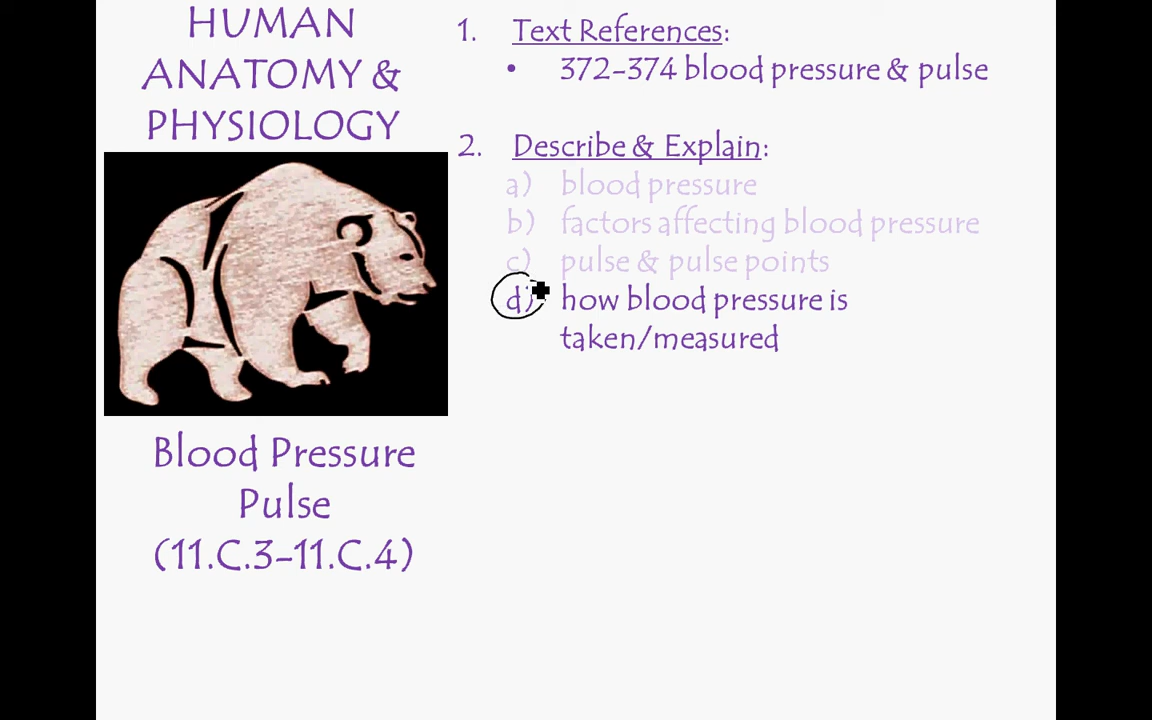 HUMAN
ANATOMY &
PHYSIOLOGY
Blood Pressure
Pulse
(11.C.3-11.C.4)
1. Text References:
• 372-374 blood pressure & pulse
2. Describe & Explain:
a) blood pressure
b) factors affecting blood pressure
c) pulse & pulse points
d) how blood pressure is
taken/measured